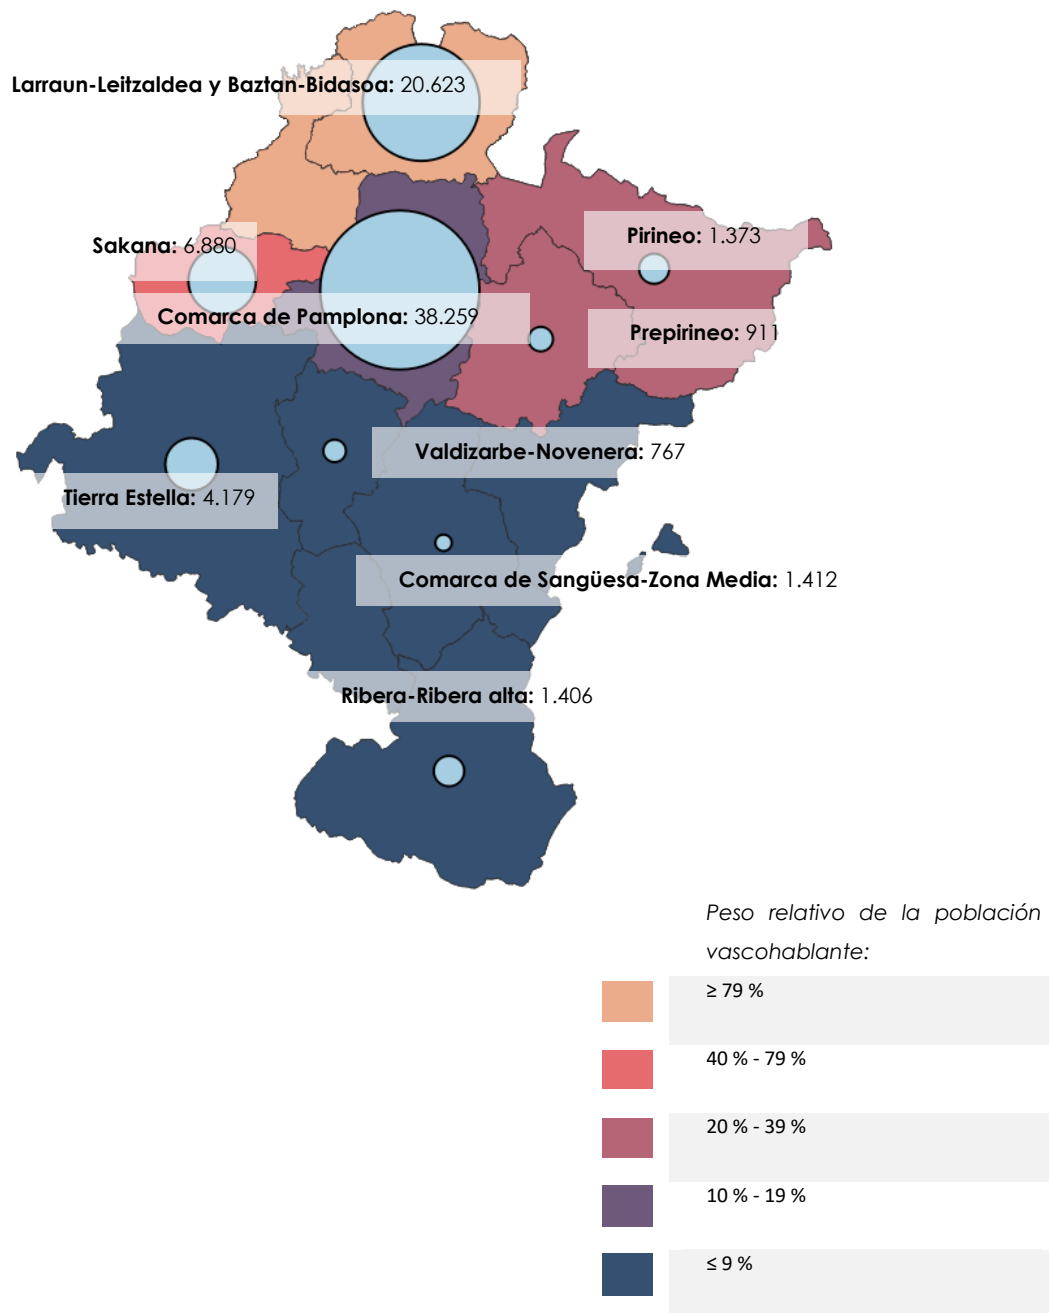 Larraun-Leitzaldea y Baztan-Bidasoa: 20.623
Sakana: 6.880
Pirineo: 1.373
Comarca de Pamplona: 38.259
Prepirineo: 911
Valdizarbe-Novenera: 767
Tierra Estella: 4.179
Comarca de Sangüesa-Zona Media: 1.412
Ribera-Ribera alta: 1.406
Peso relativo de la población
vascohablante:
≥ 79 %
40 % - 79 %
20 % - 39 %
10 % - 19 %
≤ 9 %